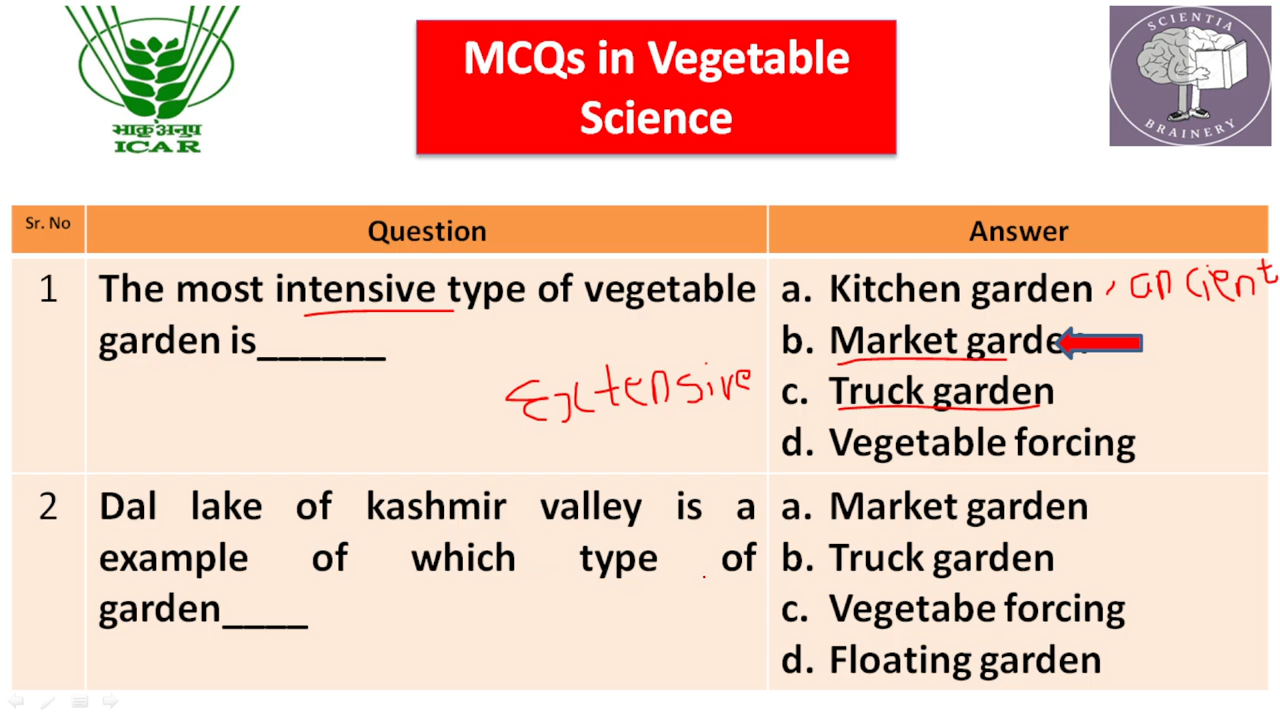 MCQs in Vegetable
Science
भाकृअनुप
ICAR
SCIENTIA
BRAINERY
Sr. No
Question
Answer
1
The most intensive type of vegetable
garden is______
Extensive
a. Kitchen garden
ancient
b. Market garde
c. Truck garden
d. Vegetable forcing
2
Dal lake of kashmir valley is a
example of which type of
garden____
a. Market garden
b. Truck garden
c. Vegetabe forcing
d. Floating garden